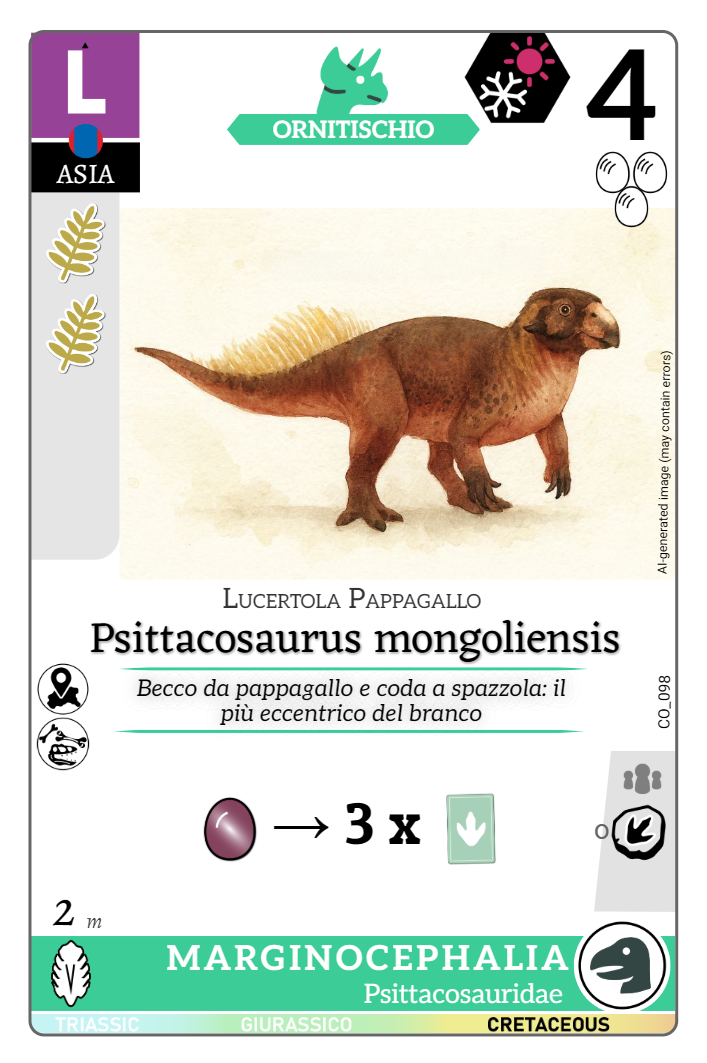 L
ASIA
ORNITISCHIO
4
AI-generated image (may contain errors)
Lucertola Pappagallo
Psittacosaurus mongoliensis
Becco da pappagallo e coda a spazzola: il
più eccentrico del branco
CO_098
→ 3 x
o
2 m
MARGINOCEPHALIA
Psittacosauridae
TRIASSIC GIURASSICO CRETACEOUS